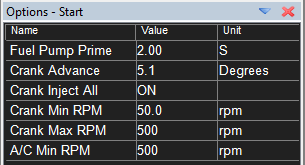 Options - Start
Name Value Unit
Fuel Pump Prime 2.00 S
Crank Advance 5.1 Degrees
Crank Inject All ON
Crank Min RPM 50.0 rpm
Crank Max RPM 500 rpm
A/C Min RPM 500 rpm